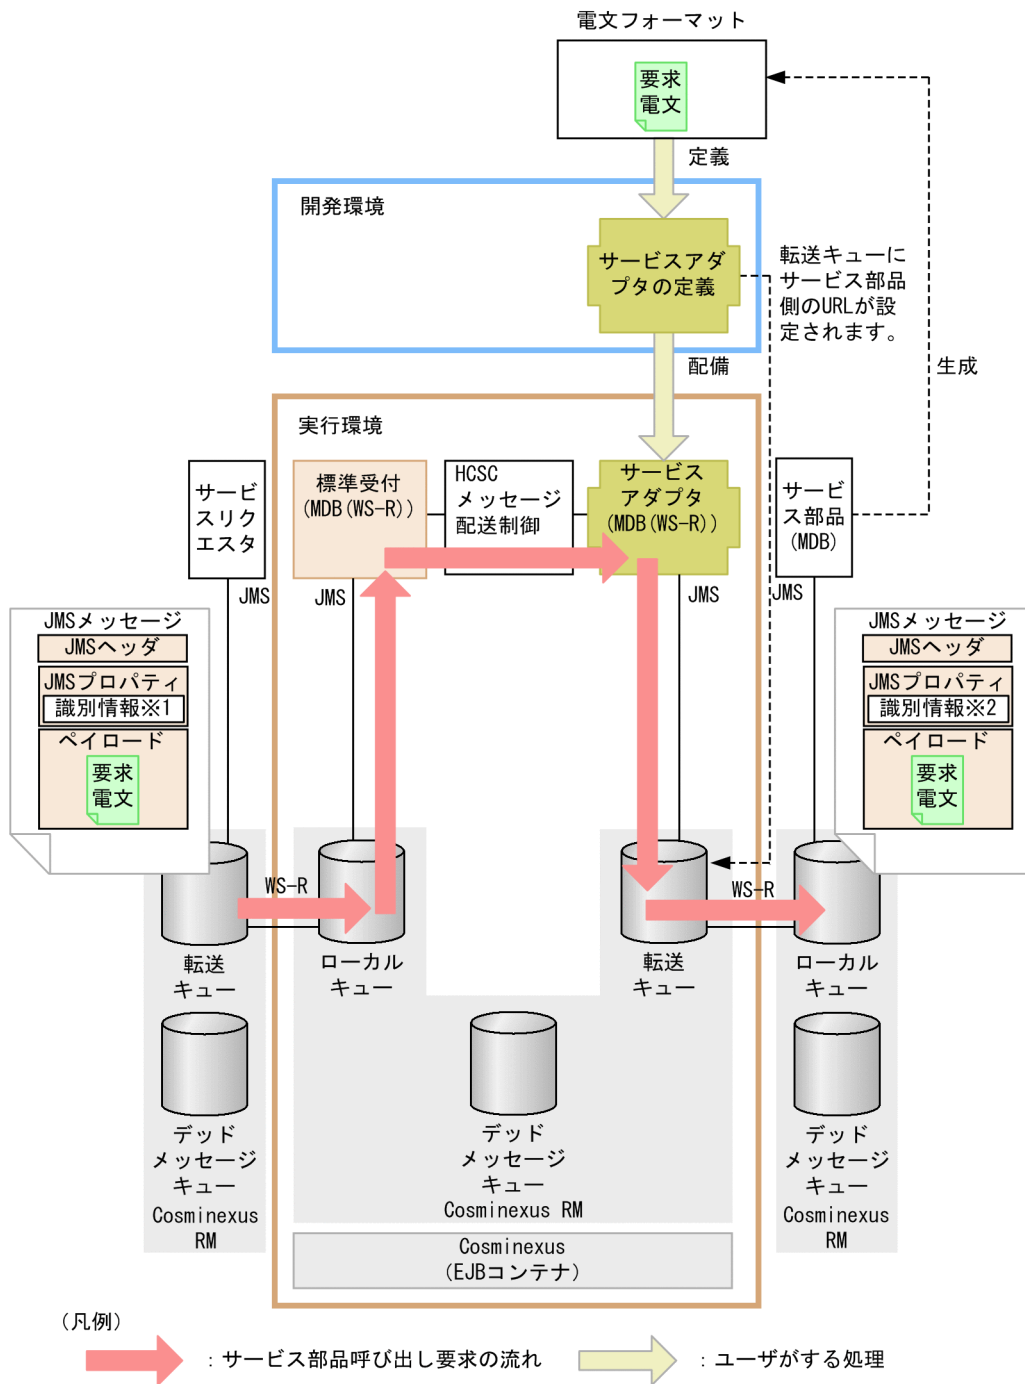 電文フォーマット
要求
電文
定義
開発環境
サービスアダ
プタの定義
転送キューに
サービス部品
側のURLが設
定されます。
配備
生成
実行環境
サービ
スリク
エスタ
標準受付
(MDB(WS-R))
HCSC
メッセージ
配送制御
サービス
アダプタ
(MDB(WS-R))
サービ
ス部品
(MDB)
JMS
JMS
JMS
JMS
JMSメッセージ
JMSヘッダ
JMSプロパティ
識別情報※1
ペイロード
要求
電文
JMSメッセージ
JMSヘッダ
JMSプロパティ
識別情報※2
ペイロード
要求
電文
WS-R
WS-R
転送
キュー
ローカル
キュー
転送
キュー
ローカル
キュー
デッド
メッセージ
キュー
Cosminexus
RM
デッド
メッセージ
キュー
Cosminexus RM
デッド
メッセージ
キュー
Cosminexus
RM
Cosminexus
(EJBコンテナ)
(凡例)
:サービス部品呼び出し要求の流れ
:ユーザがする処理